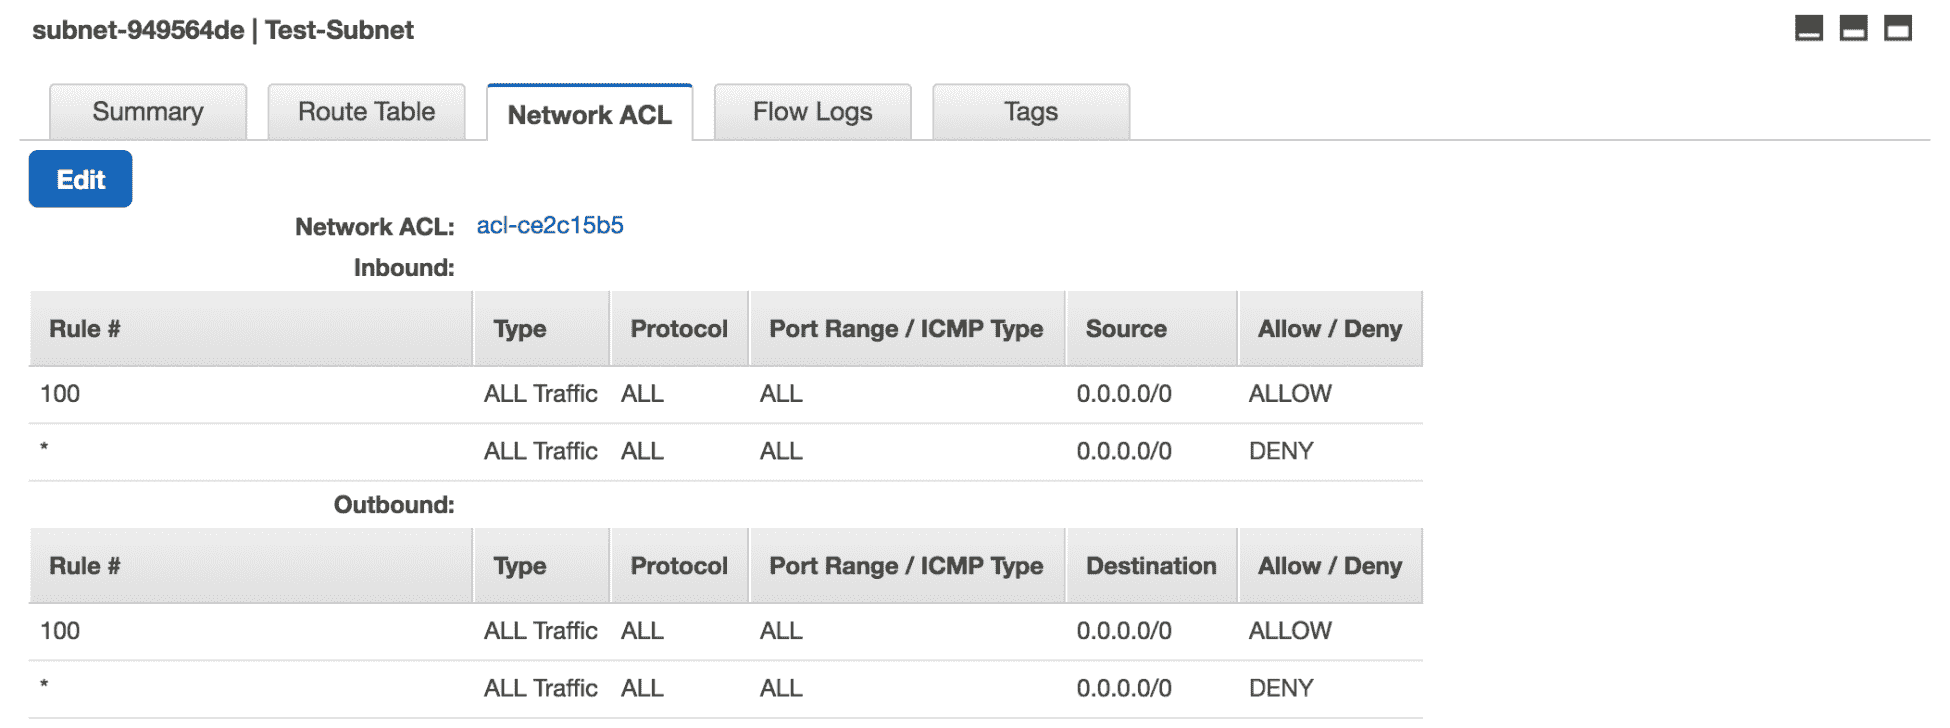 subnet-949564de | Test-Subnet
Summary Route Table Network ACL Flow Logs Tags
Edit
Network ACL: acl-ce2c15b5
Inbound:
Rule # Type Protocol Port Range / ICMP Type Source Allow / Deny
100 ALL Traffic ALL ALL 0.0.0.0/0 ALLOW
* ALL Traffic ALL ALL 0.0.0.0/0 DENY
Outbound:
Rule # Type Protocol Port Range / ICMP Type Destination Allow / Deny
100 ALL Traffic ALL ALL 0.0.0.0/0 ALLOW
* ALL Traffic ALL ALL 0.0.0.0/0 DENY